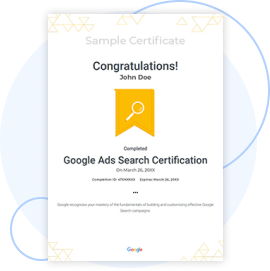 Sample Certificate
Congratulations!
John Doe
Completed
Google Ads Search Certification
On March 26, 20XX
Completion ID: 47XXXXXX Expires: March 26, 20XX
Google recognizes your mastery of the fundamentals of building and customizing effective Google
Search campaigns
Google